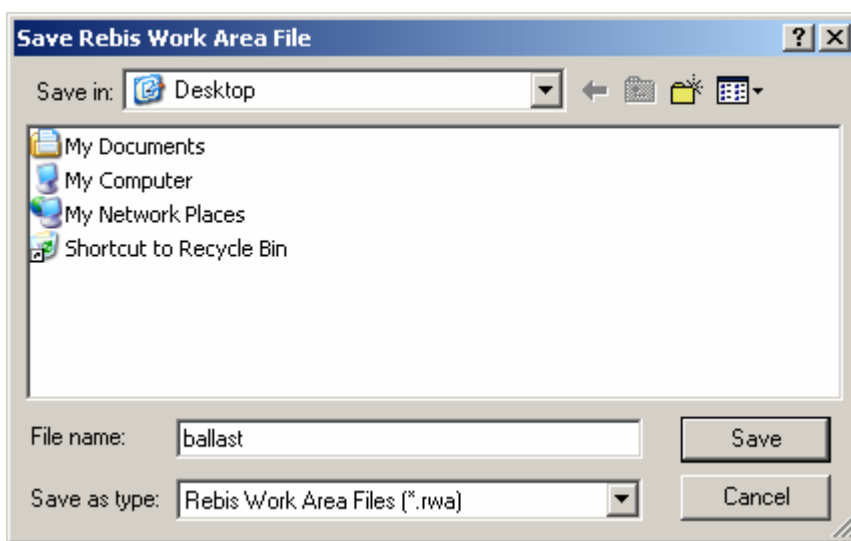 Save Rebis Work Area File
Save in: Desktop
My Documents
My Computer
My Network Places
Shortcut to Recycle Bin
File name: ballast Save
Save as type: Rebis Work Area Files (*.rwa) Cancel